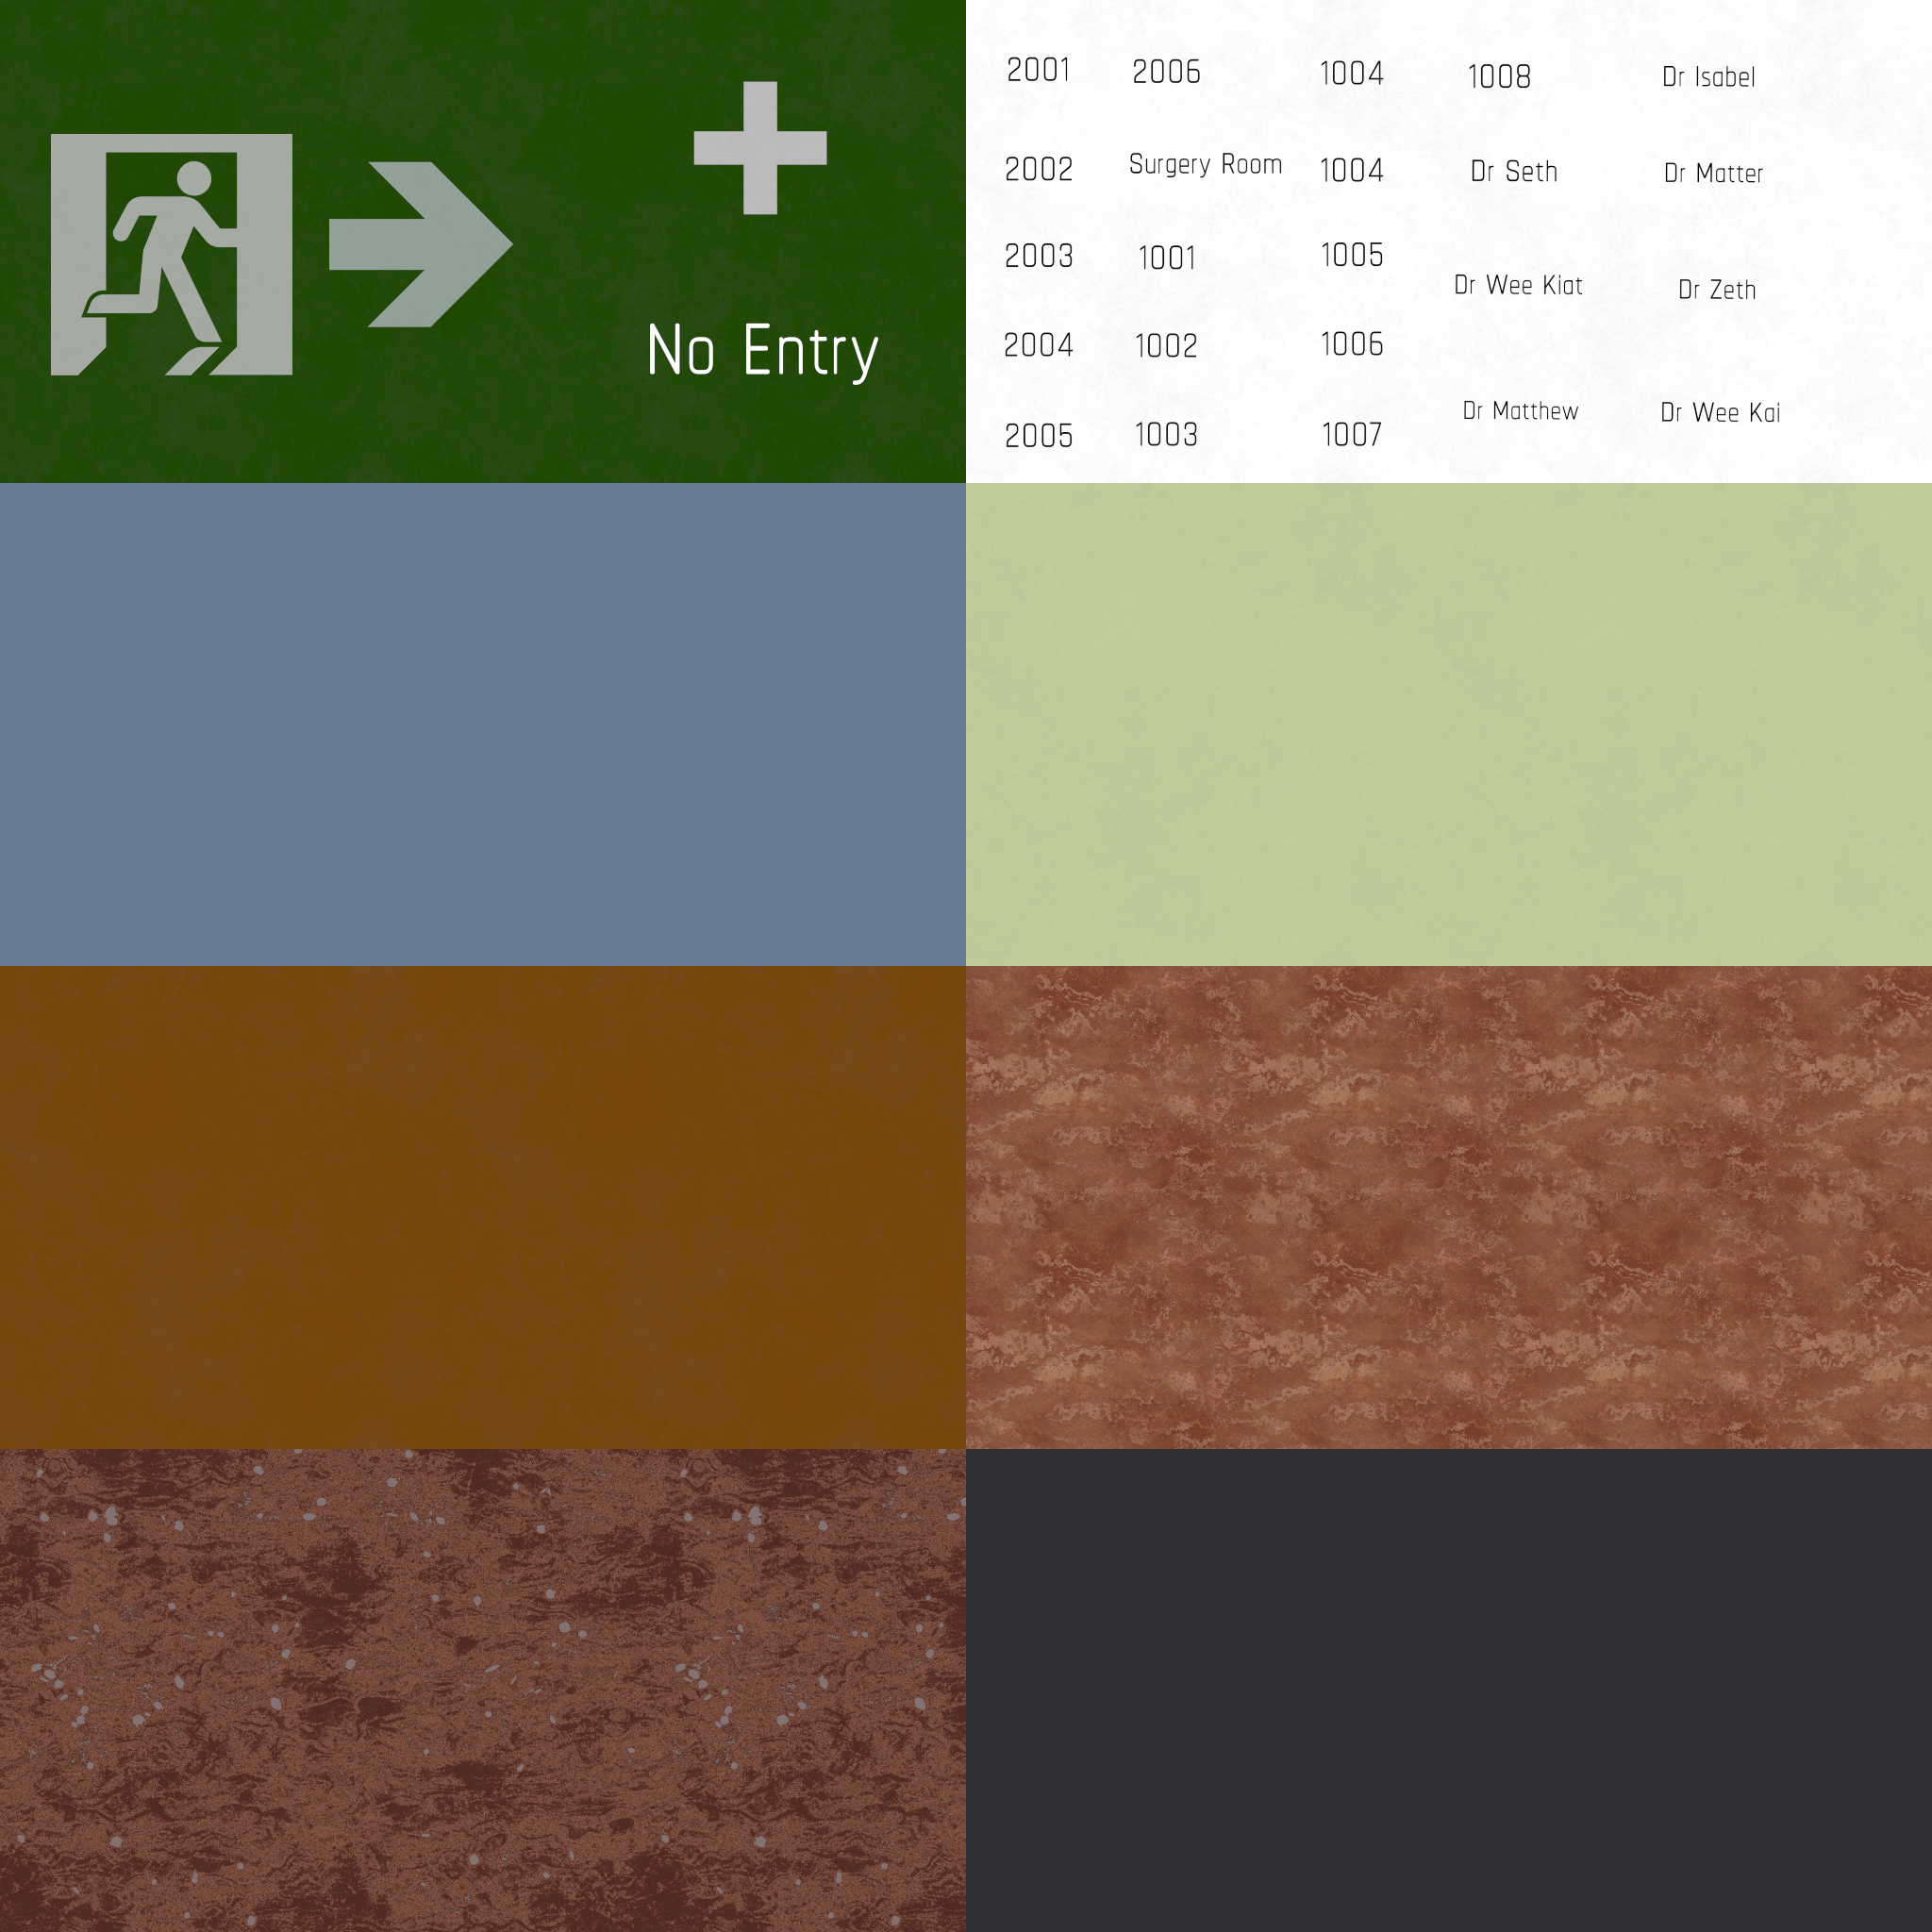 No Entry
2001 2006 1004 1008 Dr Isabel
2002 Surgery Room 1004 Dr Seth Dr Matter
2003 1001 1005 Dr Wee Kiat Dr Zeth
2004 1002 1006
2005 1003 1007 Dr Matthew Dr Wee Kai